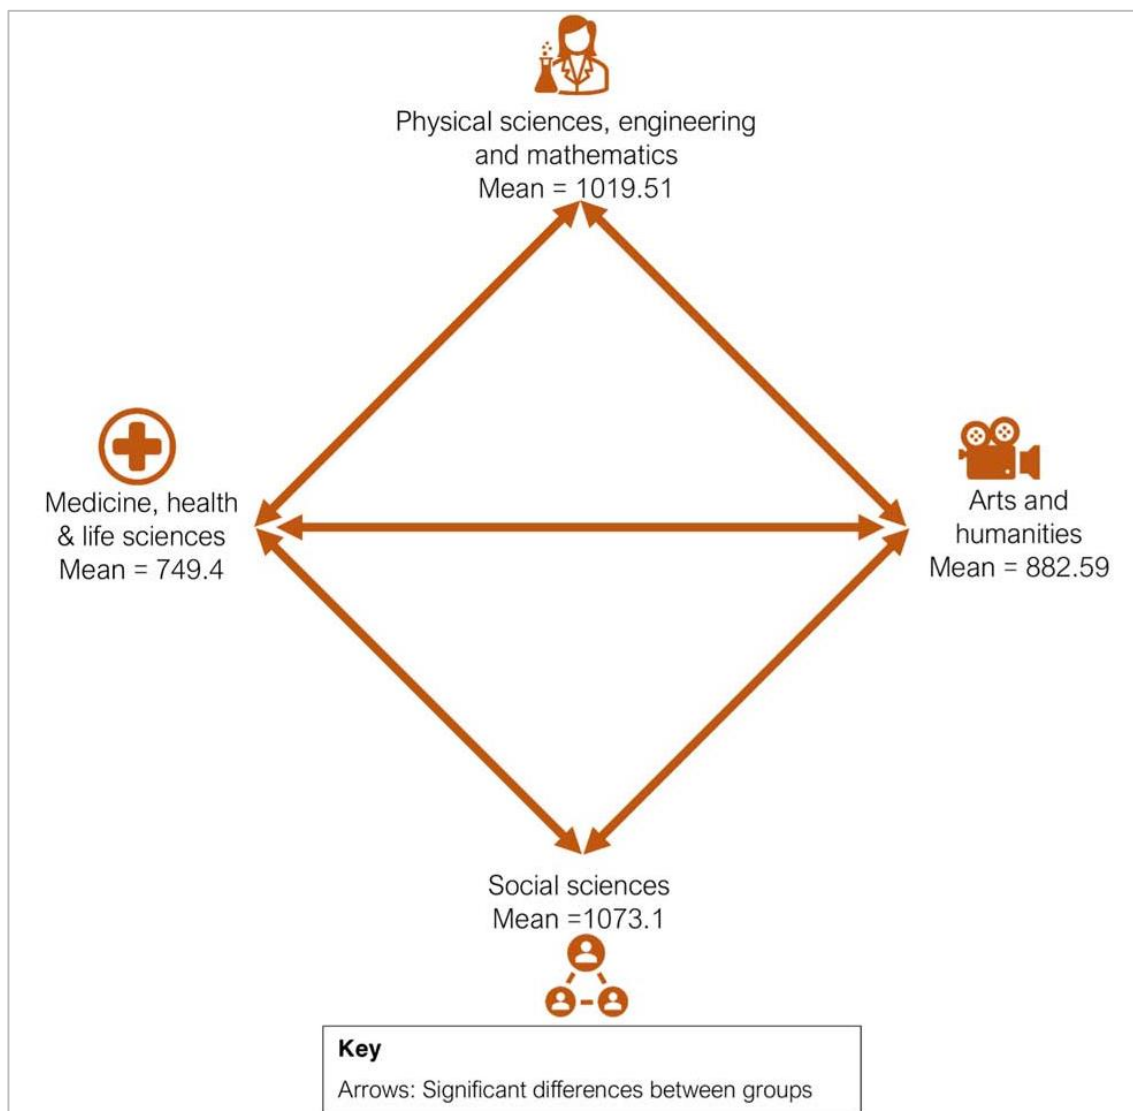 Physical sciences, engineering
and mathematics
Mean = 1019.51
Medicine, health
& life sciences
Mean = 749.4
Arts and
humanities
Mean = 882.59
Social sciences
Mean =1073.1
Key
Arrows: Significant differences between groups